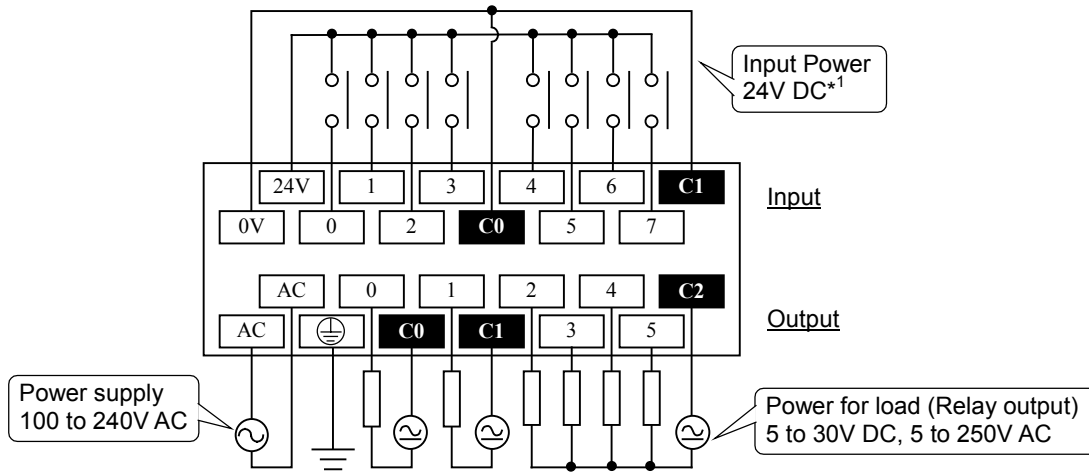 Input Power
24V DC*1
24V 1 3 4 6 C1
Input
0V 0 2 C0 5 7
AC 0 1 2 4 C2
Output
AC C0 C1 3 5
Power supply
100 to 240V AC
Power for load (Relay output)
5 to 30V DC, 5 to 250V AC